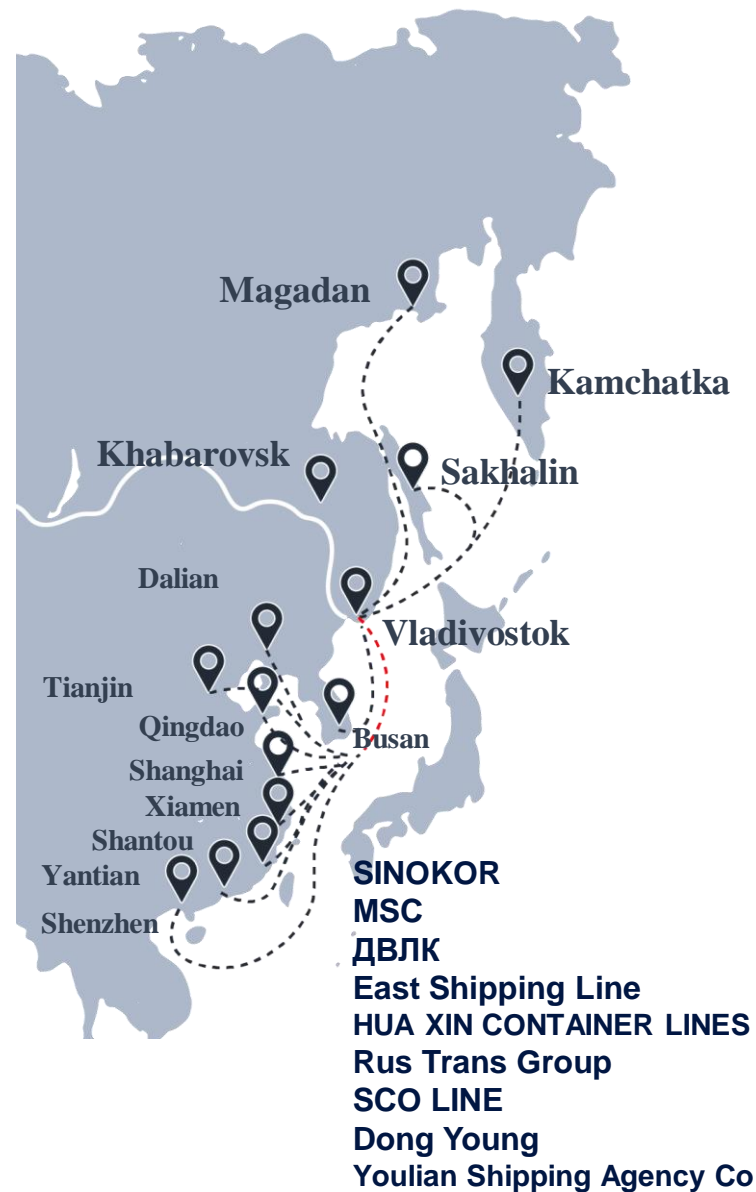 Magadan
Kamchatka
Khabarovsk
Sakhalin
Dalian
Vladivostok
Tianjin
Qingdao
Busan
Shanghai
Xiamen
Shantou
Yantian
Shenzhen
SINOKOR
MSC
ДВЛК
East Shipping Line
HUA XIN CONTAINER LINES
Rus Trans Group
SCO LINE
Dong Young
Youlian Shipping Agency Co